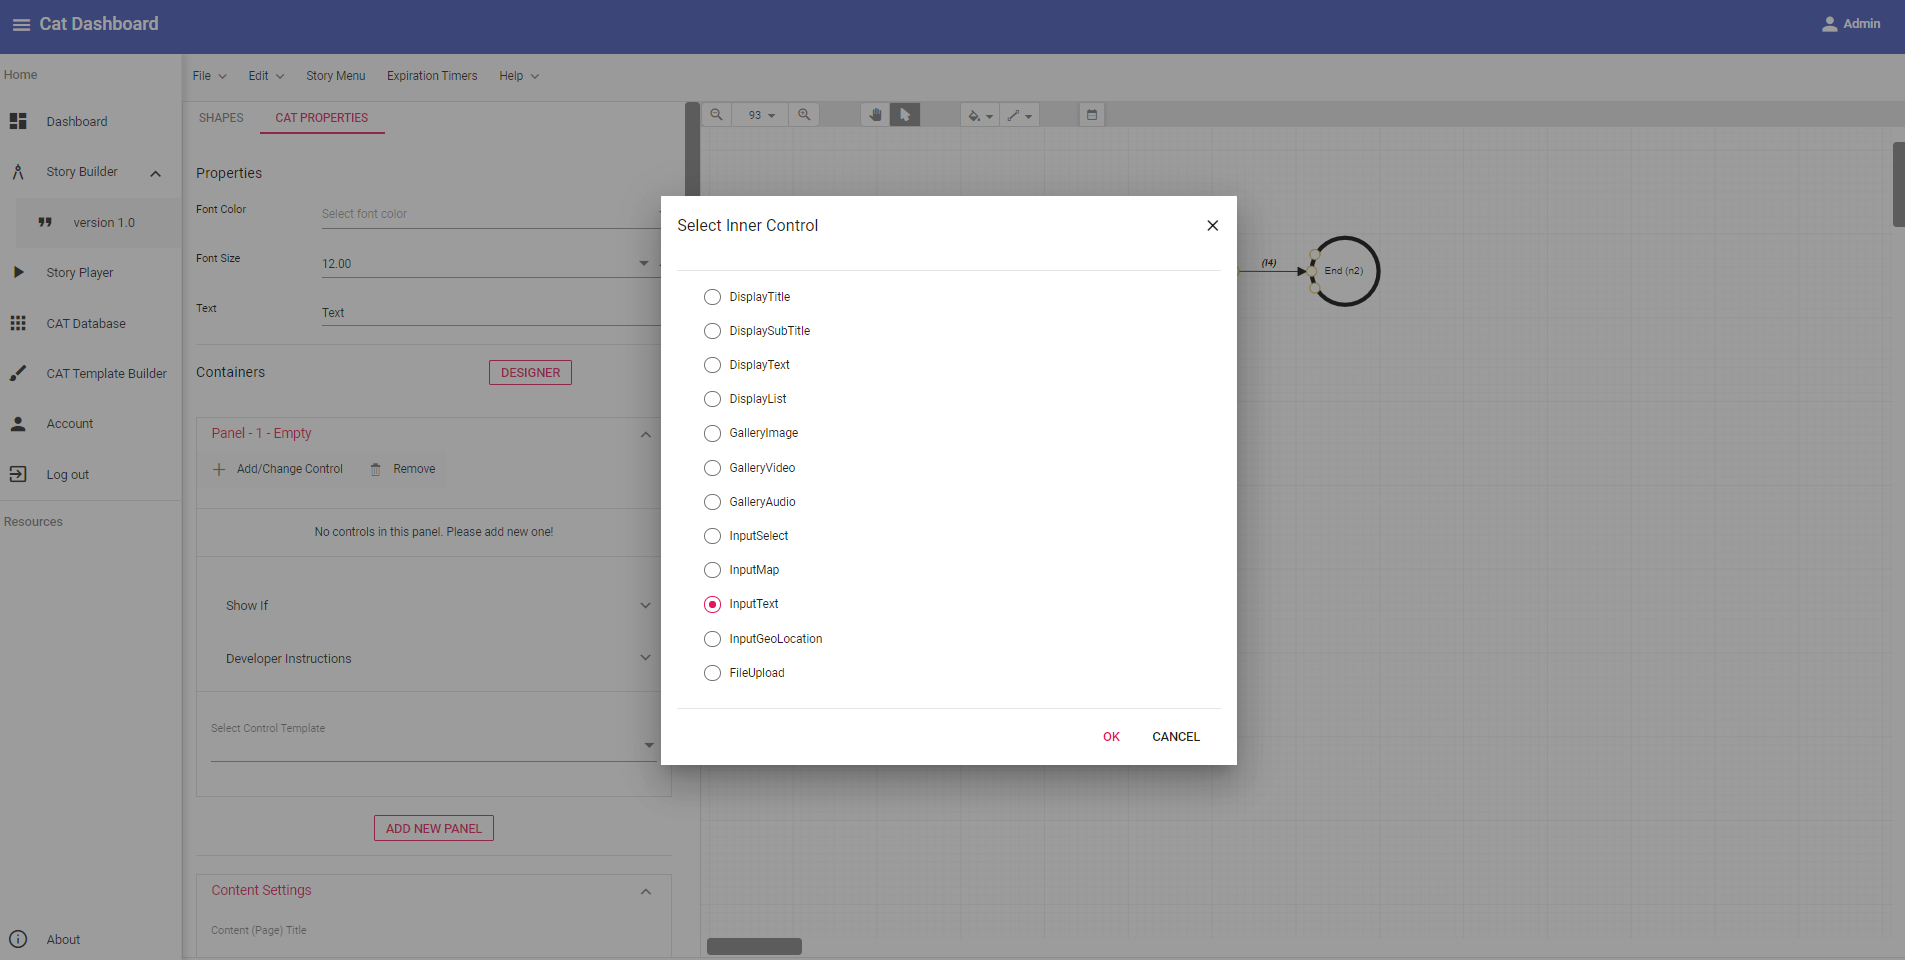 Cat Dashboard
Admin
Home
Dashboard
Story Builder
version 1.0
Story Player
CAT Database
CAT Template Builder
Account
Log out
Resources
About
File
Edit
Story Menu
Expiration Timers
Help
SHAPES
CAT PROPERTIES
93
Properties
Font Color
Select font color
Font Size
12.00
Text
Text
Containers
DESIGNER
Panel - 1 - Empty
Add/Change Control
Remove
No controls in this panel. Please add new one!
Show If
Developer Instructions
Select Control Template
ADD NEW PANEL
Content Settings
Content (Page) Title
(l4)
End (n2)
Select Inner Control
DisplayTitle
DisplaySubTitle
DisplayText
DisplayList
GalleryImage
GalleryVideo
GalleryAudio
InputSelect
InputMap
InputText
InputGeoLocation
FileUpload
OK
CANCEL